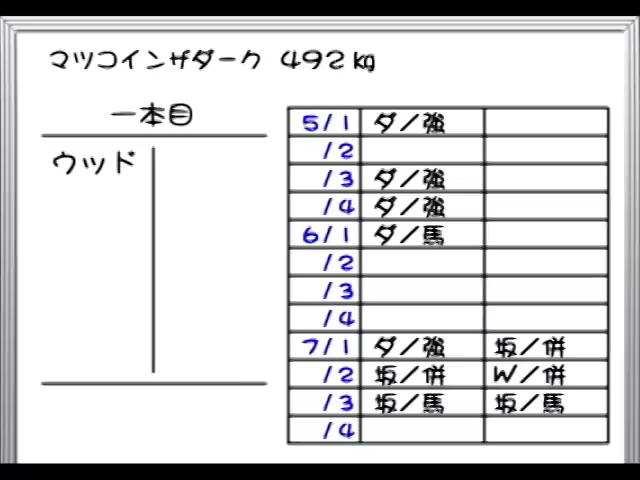 マツコインザダーク 492kg
一本目
ウッド
5/1 ダ/強
/2
/3 ダ/強
/4 ダ/強
6/1 ダ/馬
/2
/3
/4
7/1 ダ/強 坂/併
/2 坂/併 W/併
/3 坂/馬 坂/馬
/4